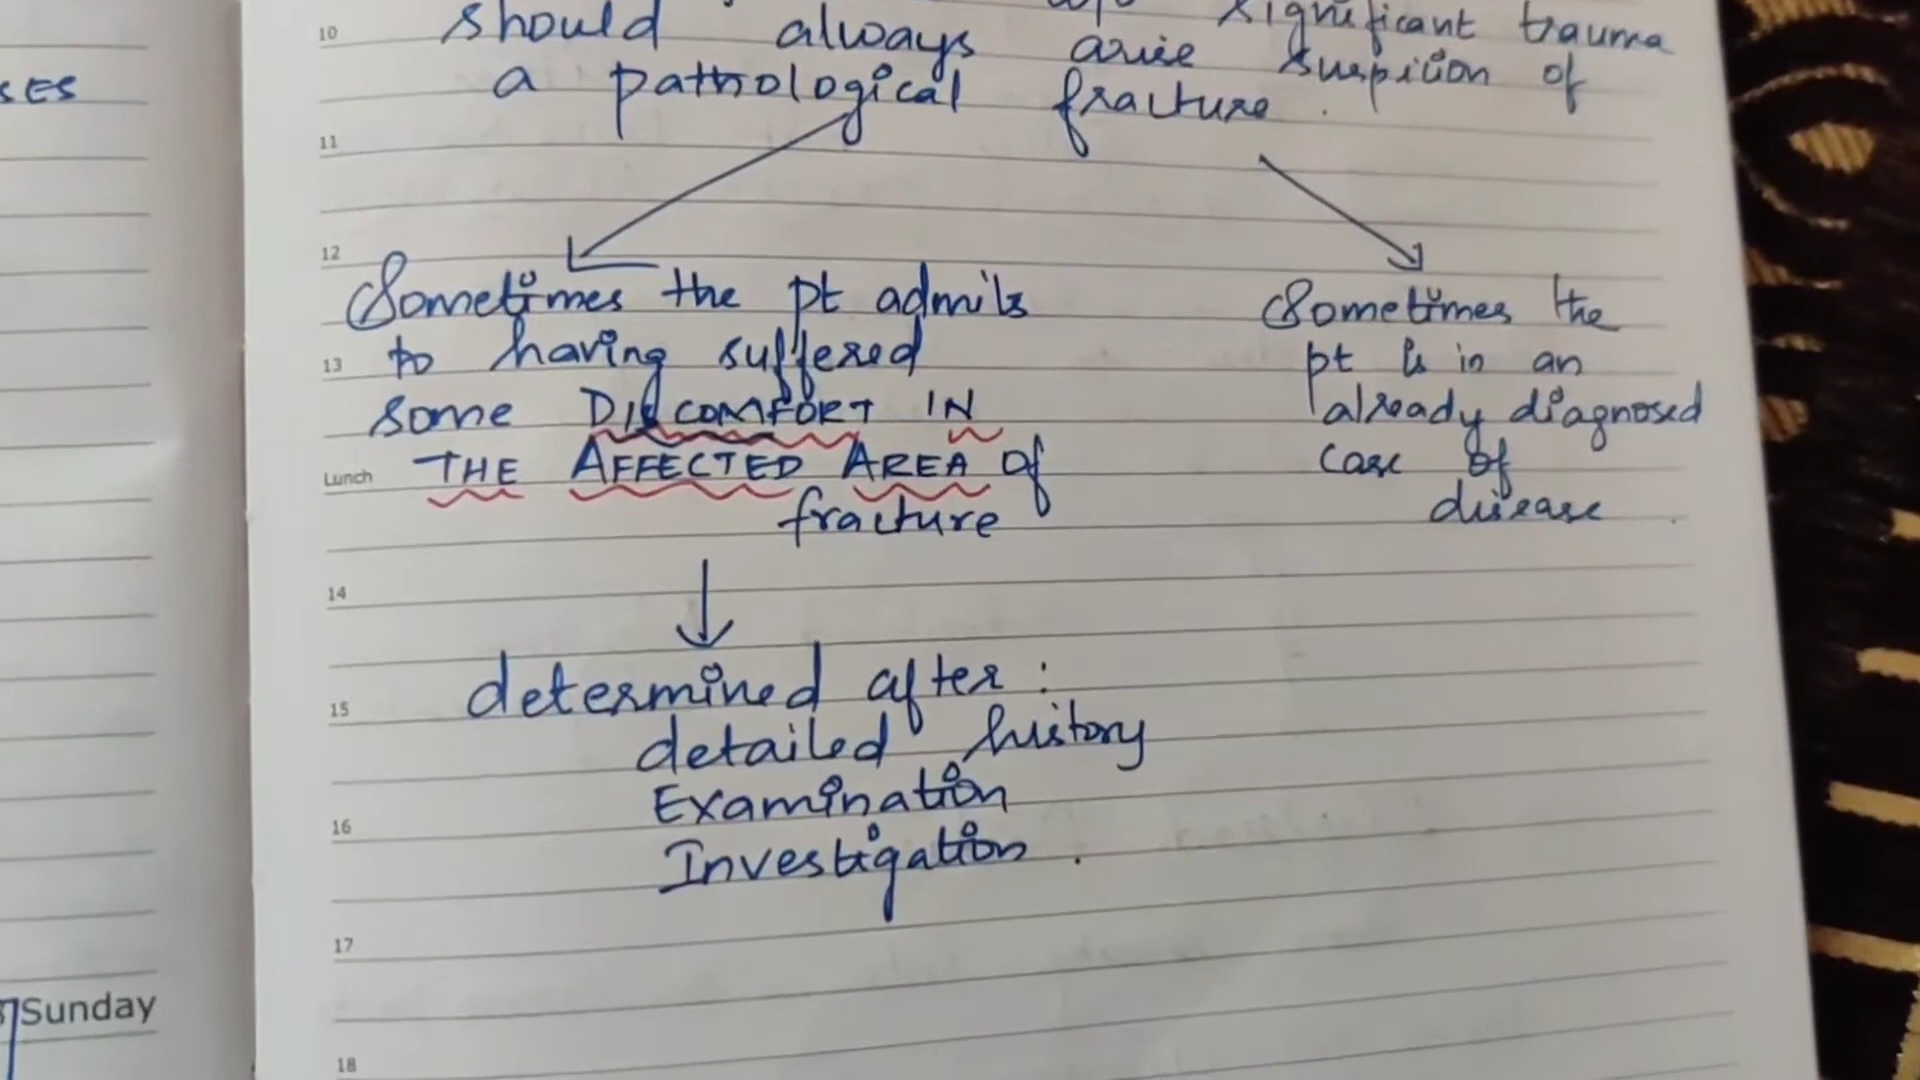 SES
Sunday
10
significant trauma
should always arise suspicion of
a pathological fracture.
11
12
Sometimes the pt admits
to having suffered
13
some DISCOMFORT IN
Lunch
THE AFFECTED AREA of
fracture
Sometimes the
pt is in an
already diagnosed
case of
disease.
14
determined after:
15
detailed history
Examination
16
Investigation.
17
18